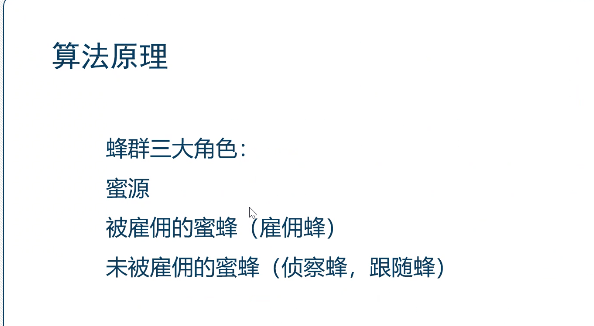 算法原理
蜂群三大角色：
蜜源
被雇佣的蜜蜂（雇佣蜂）
未被雇佣的蜜蜂（侦察蜂，跟随蜂）